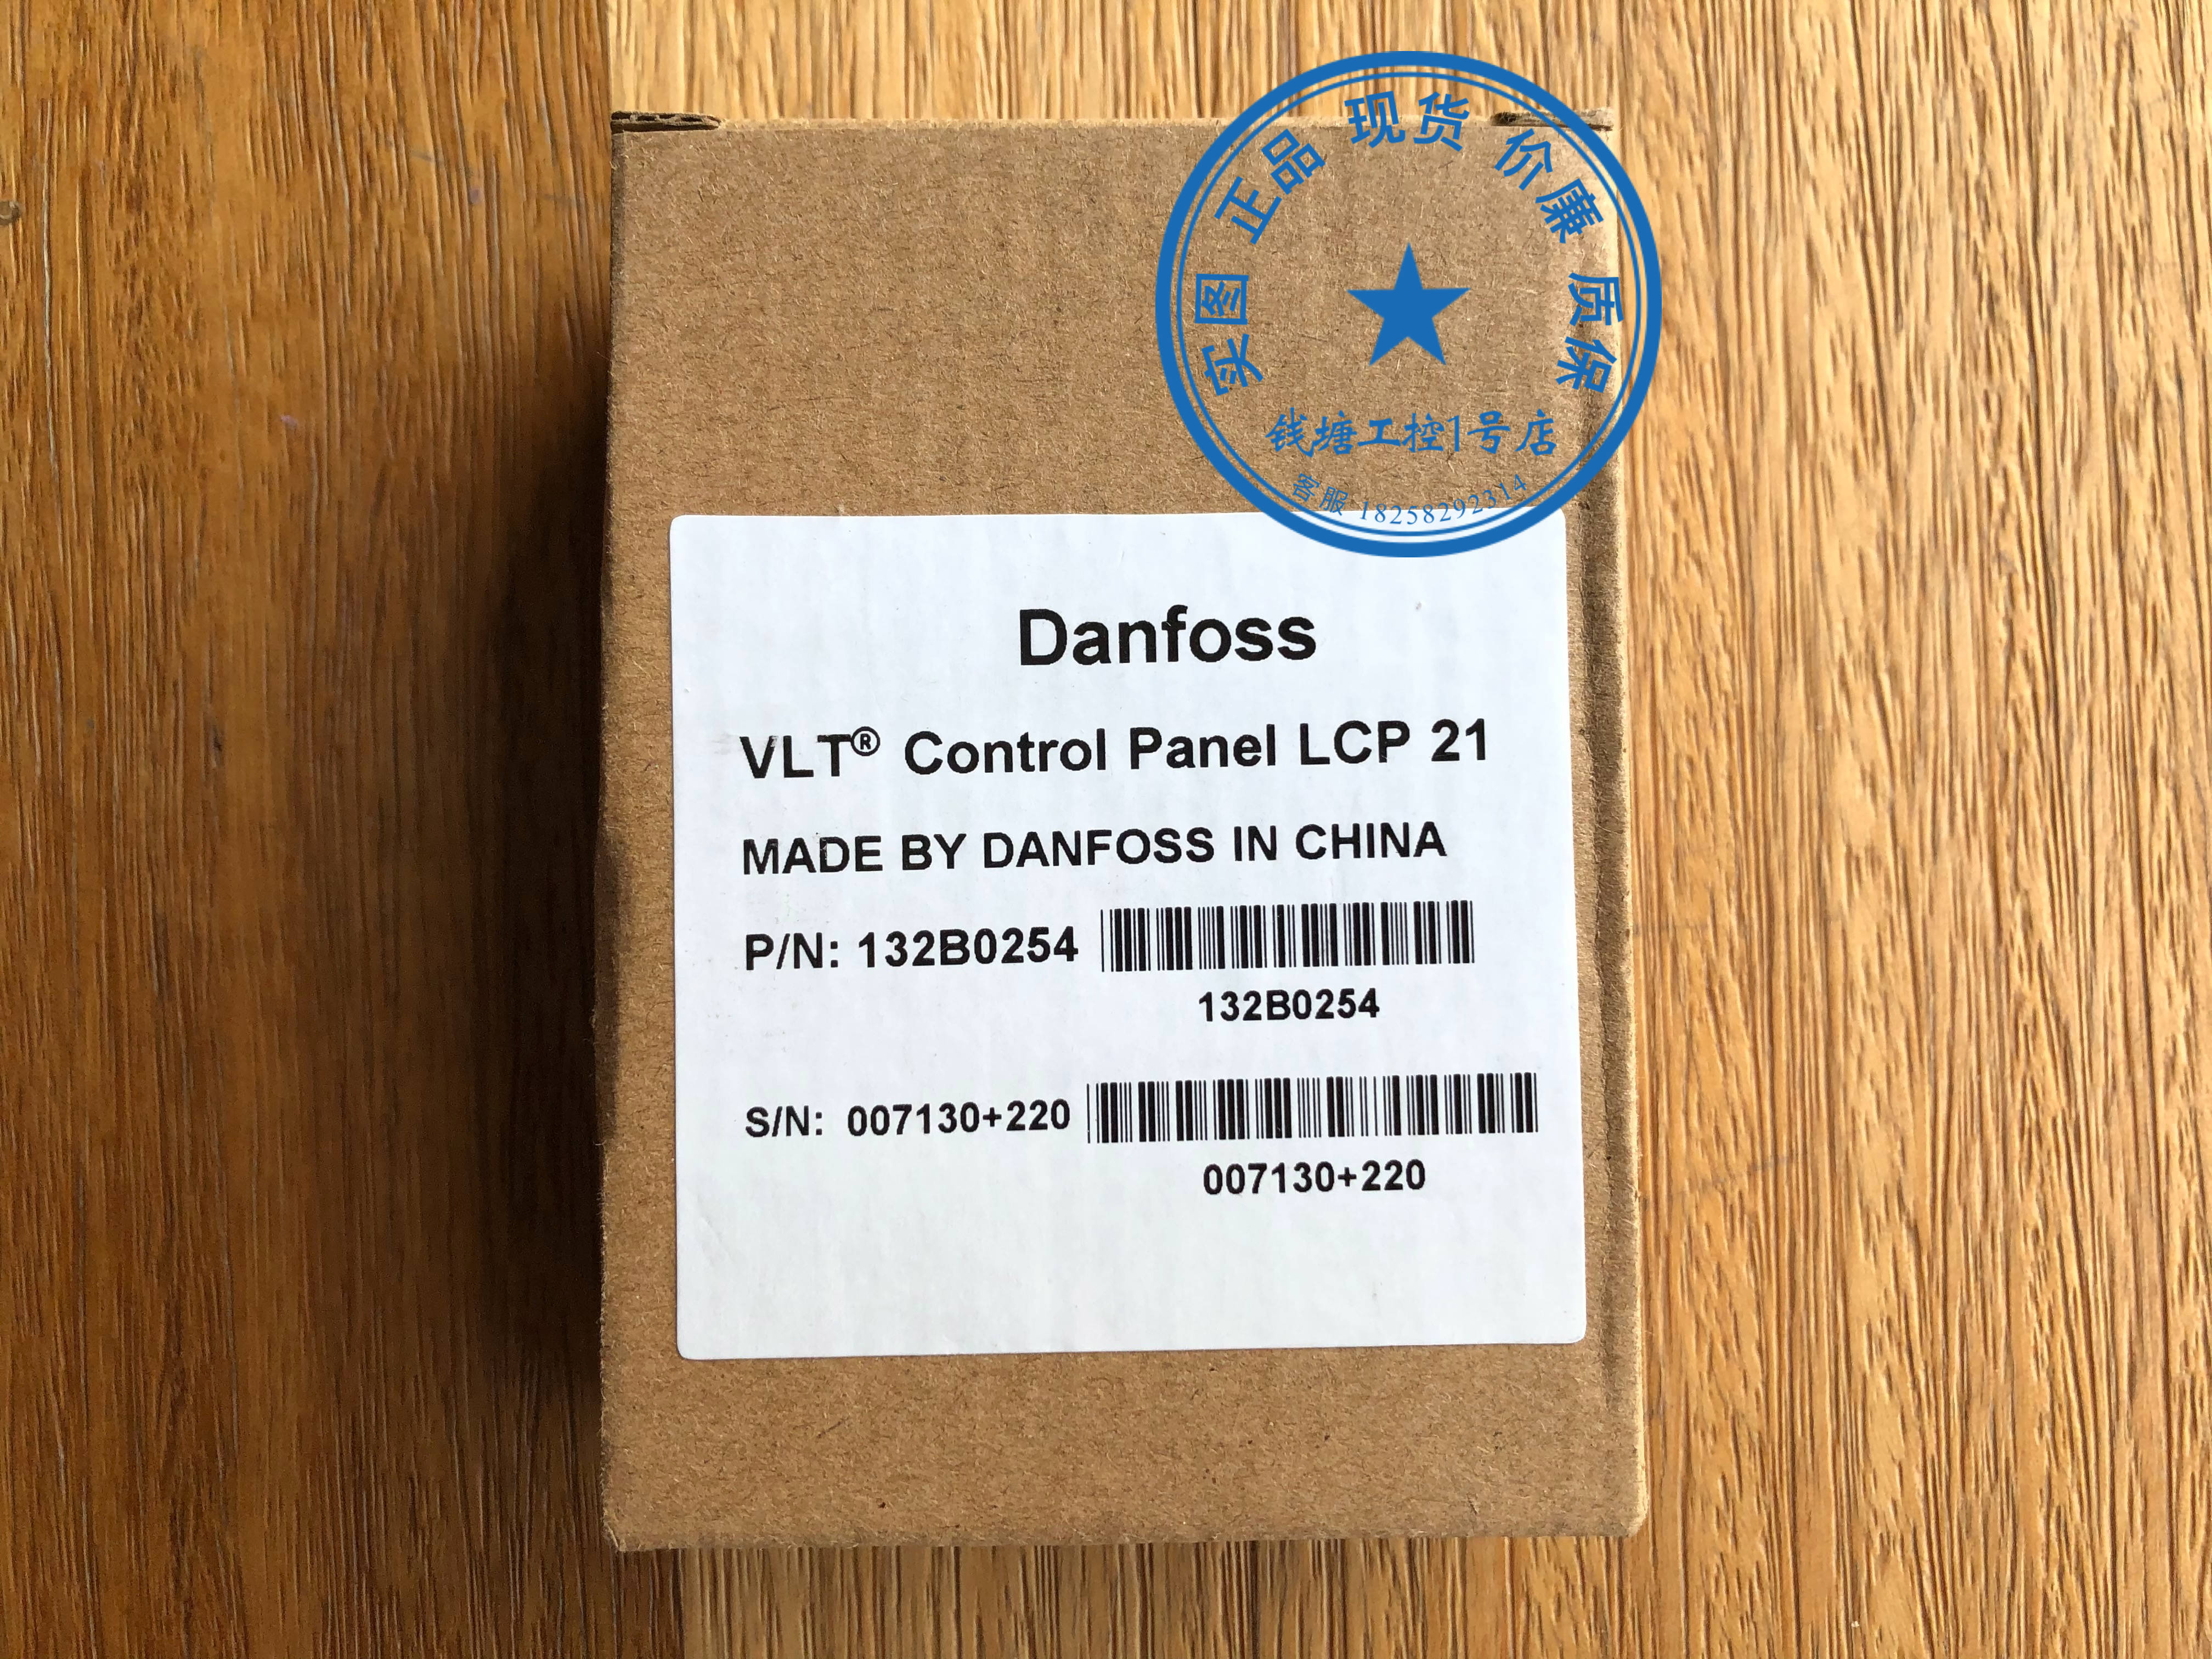 实图 正品 现货 价廉 质保
钱塘工控1号店
客服 18258292314
Danfoss
VLT® Control Panel LCP 21
MADE BY DANFOSS IN CHINA
P/N: 132B0254
132B0254
S/N: 007130+220
007130+220